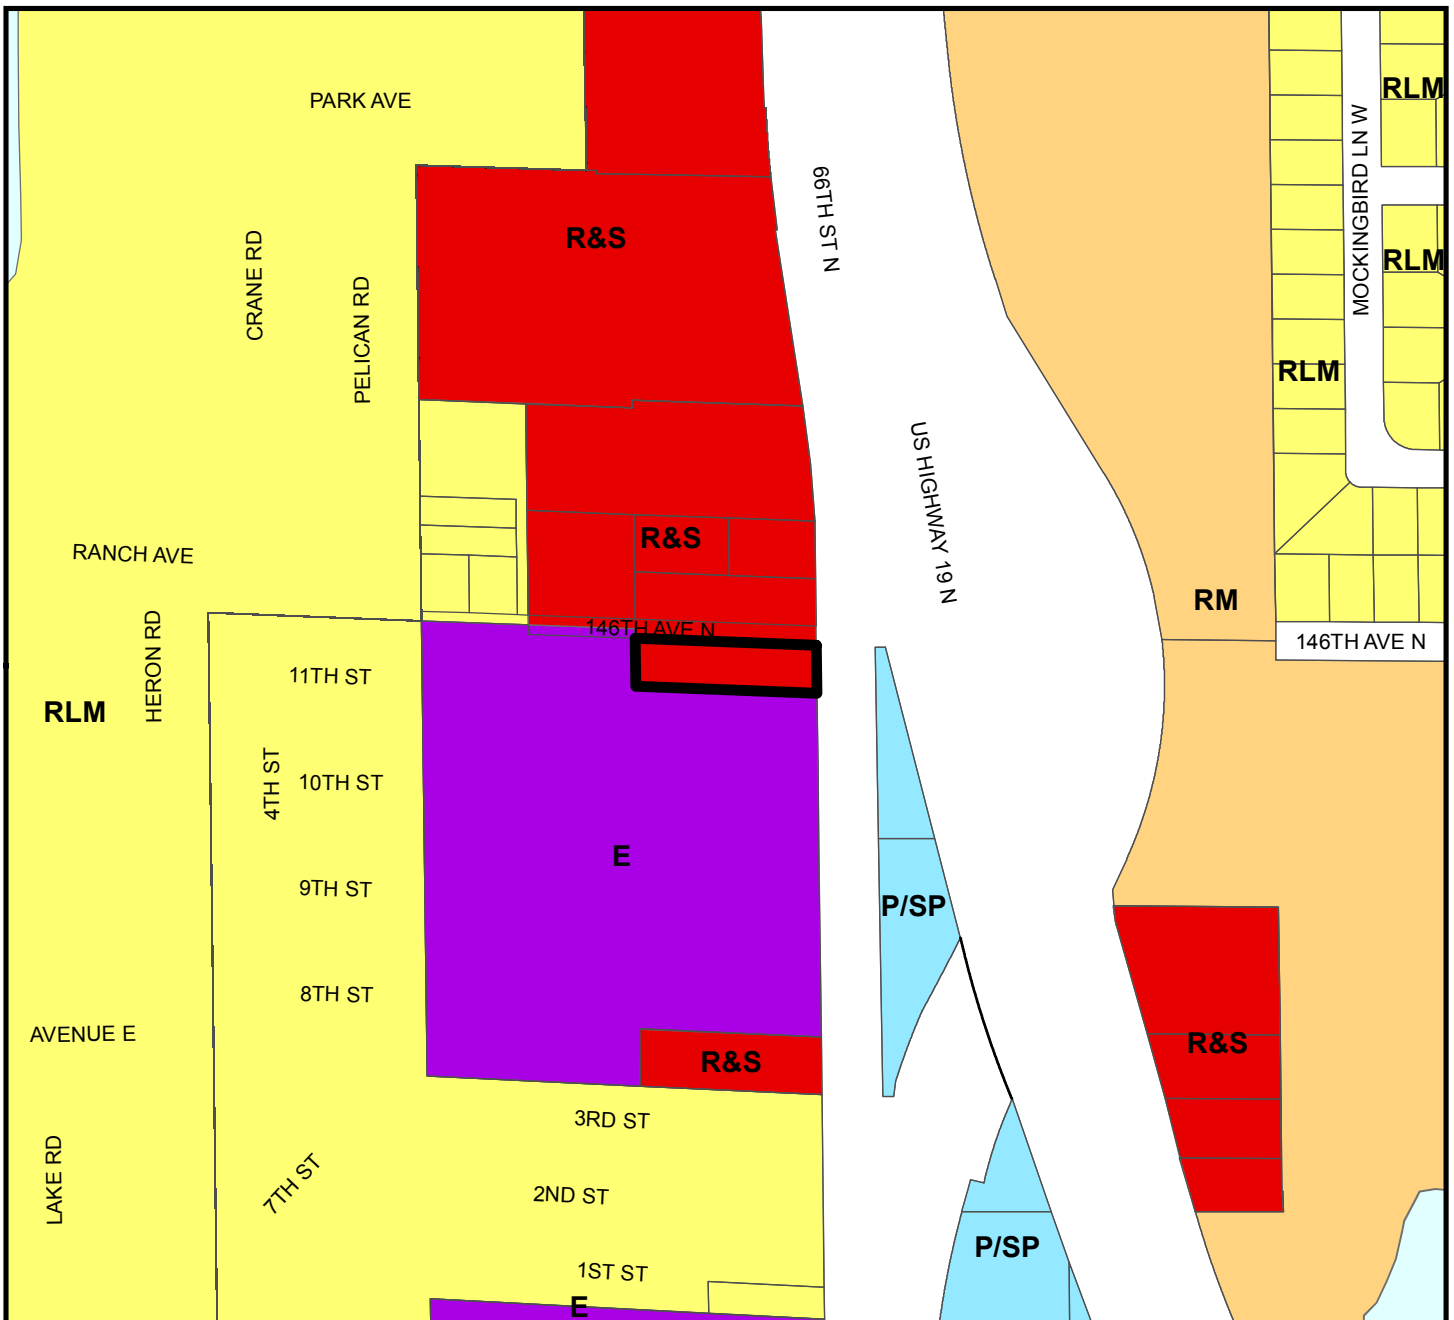 PARK AVE
RLM
66TH ST N
MOCKINGBIRD LN W
R&S
CRANE RD
PELICAN RD
RLM
RLM
US HIGHWAY 19 N
R&S
RANCH AVE
RM
HERON RD
146TH AVE N
146TH AVE N
11TH ST
RLM
4TH ST
10TH ST
E
9TH ST
P/SP
8TH ST
AVENUE E
R&S
R&S
3RD ST
LAKE RD
7TH ST
2ND ST
P/SP
1ST ST
E